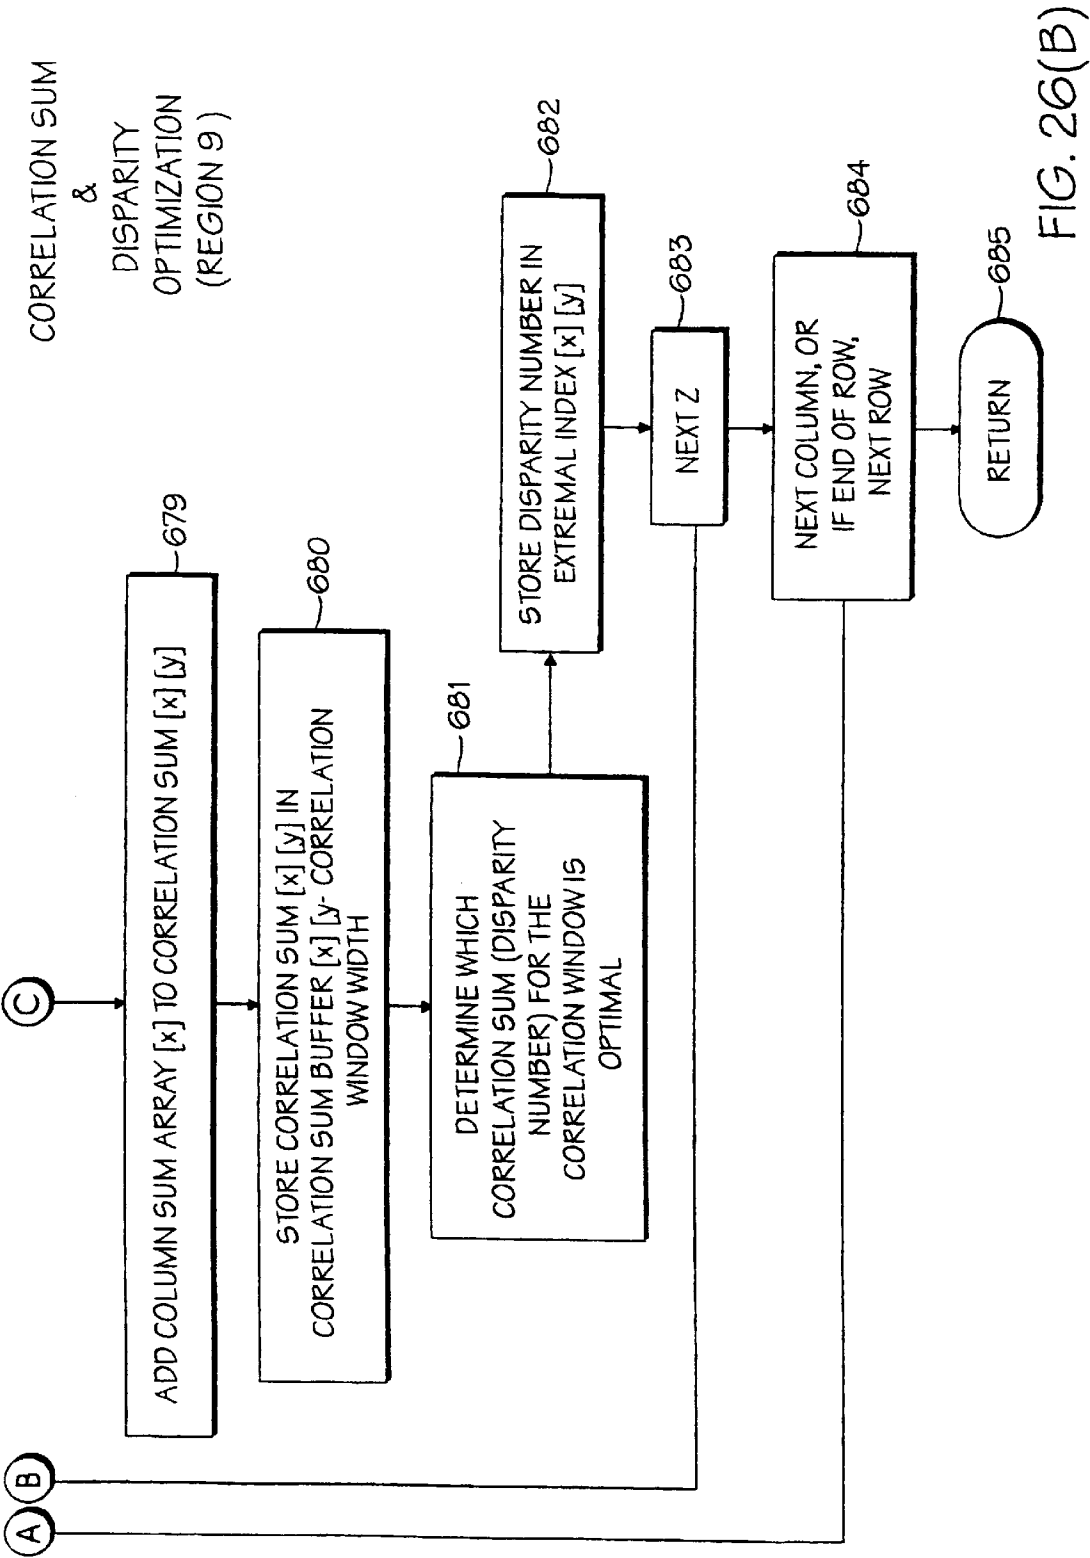 CORRELATION SUM
&
DISPARITY
OPTIMIZATION
(REGION 9)
A
B
C
ADD COLUMN SUM ARRAY [x] TO CORRELATION SUM [x] [y]
679
STORE CORRELATION SUM [x] [y] IN
CORRELATION SUM BUFFER [x] [y- CORRELATION
WINDOW WIDTH
680
DETERMINE WHICH
CORRELATION SUM (DISPARITY
NUMBER) FOR THE
CORRELATION WINDOW IS
OPTIMAL
681
STORE DISPARITY NUMBER IN
EXTREMAL INDEX [x] [y]
682
NEXT Z
683
NEXT COLUMN, OR
IF END OF ROW,
NEXT ROW
684
RETURN
685
FIG. 26(B)